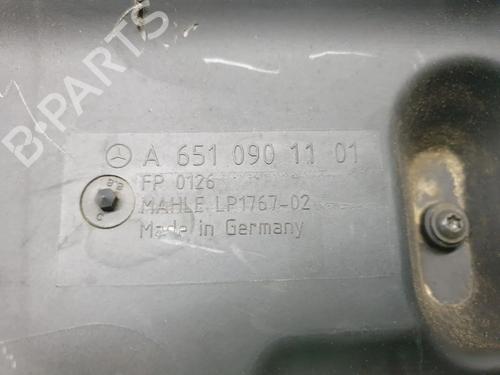 B-PARTS
A 651 090 11 01
FP 0126
MAHLE LP1767-02
Made in Germany